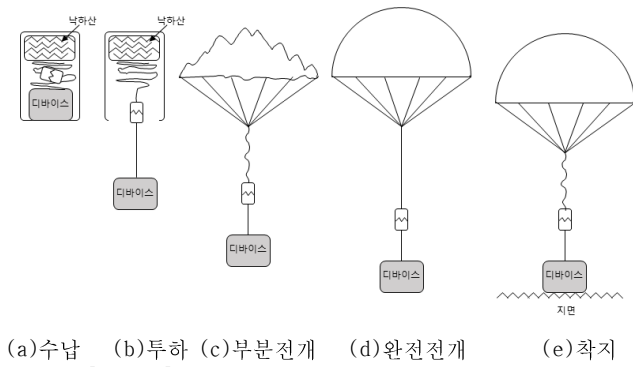 낙하산
낙하산
디바이스
디바이스
디바이스
디바이스
디바이스
지면
(a)수납 (b)투하 (c)부분전개 (d)완전전개 (e)착지